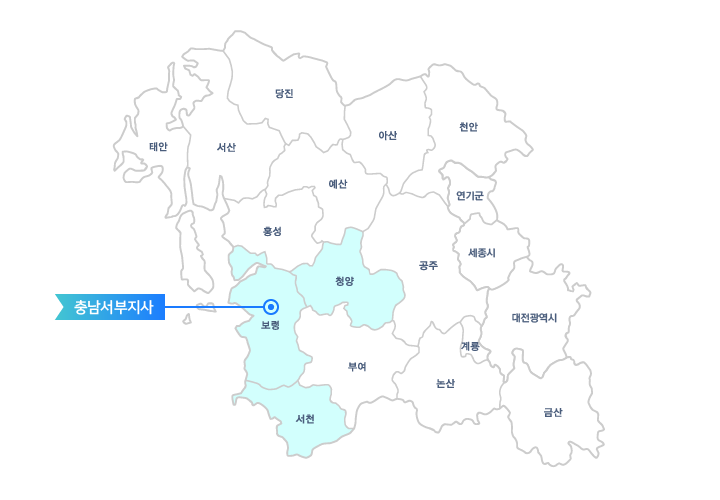 당진
천안
아산
태안
서산
예산
연기군
홍성
세종시
공주
청양
충남서부지사
보령
대전광역시
계룡
부여
논산
금산
서천